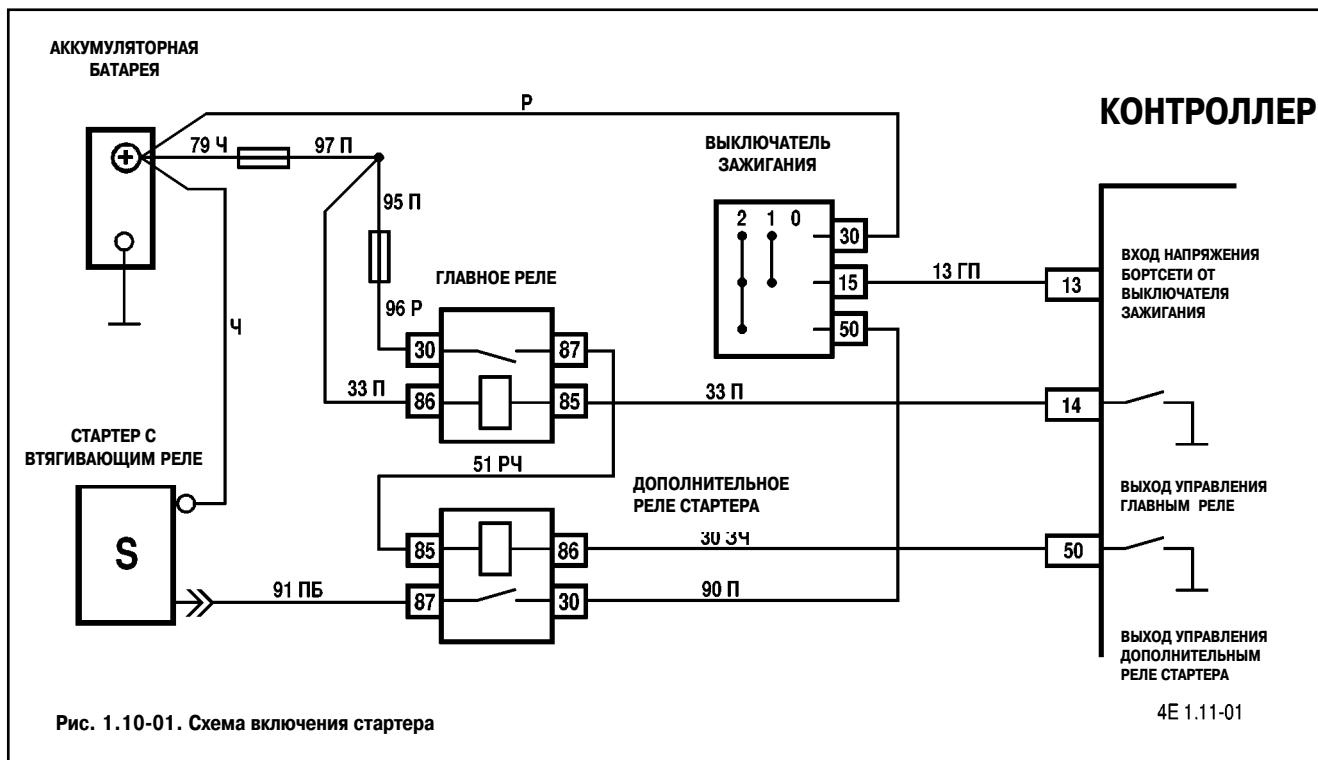 АККУМУЛЯТОРНАЯ
БАТАРЕЯ
Р
КОНТРОЛЛЕР
79 Ч
97 П
ВЫКЛЮЧАТЕЛЬ
ЗАЖИГАНИЯ
95 П
2 1 0
30
ГЛАВНОЕ РЕЛЕ
15
13 ГП
13
ВХОД НАПРЯЖЕНИЯ
БОРТСЕТИ ОТ
ВЫКЛЮЧАТЕЛЯ
ЗАЖИГАНИЯ
Ч
96 Р
50
30
87
33 П
86
85
33 П
14
СТАРТЕР С
ВТЯГИВАЮЩИМ РЕЛЕ
51 РЧ
ДОПОЛНИТЕЛЬНОЕ
РЕЛЕ СТАРТЕРА
ВЫХОД УПРАВЛЕНИЯ
ГЛАВНЫМ РЕЛЕ
S
85
86
30 ЗЧ
50
91 ПБ
87
30
90 П
ВЫХОД УПРАВЛЕНИЯ
ДОПОЛНИТЕЛЬНЫМ
РЕЛЕ СТАРТЕРА
4Е 1.11-01
Рис. 1.10-01. Схема включения стартера